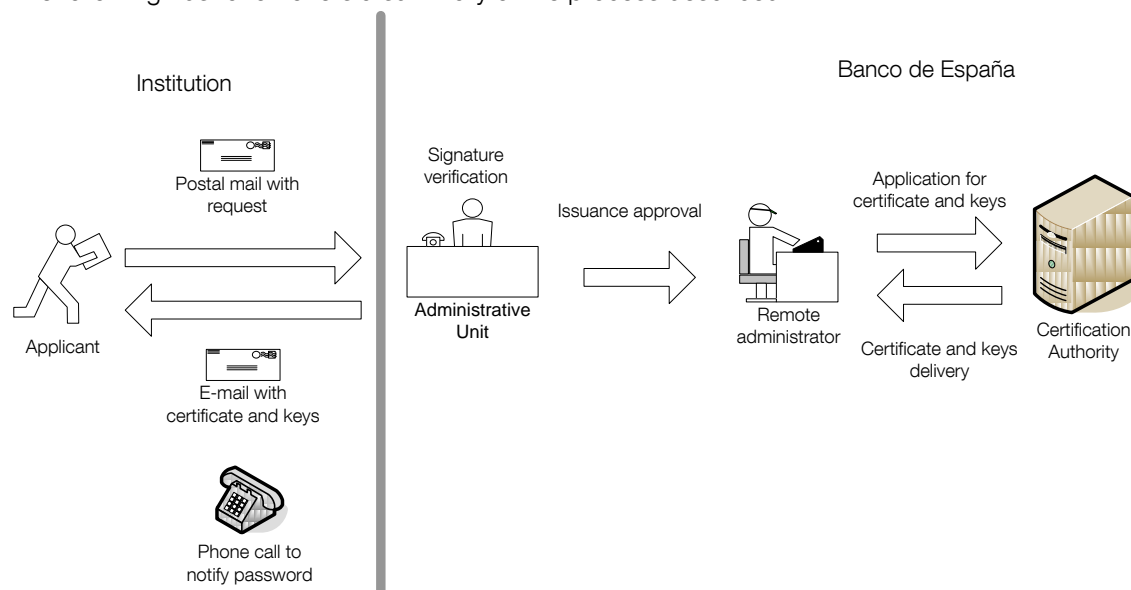 Institution
Banco de España
Postal mail with
request
Signature
verification
Issuance approval
Application for
certificate and keys
Applicant
Administrative
Unit
Remote
administrator
Certificate and keys
delivery
Certification
Authority
E-mail with
certificate and keys
Phone call to
notify password